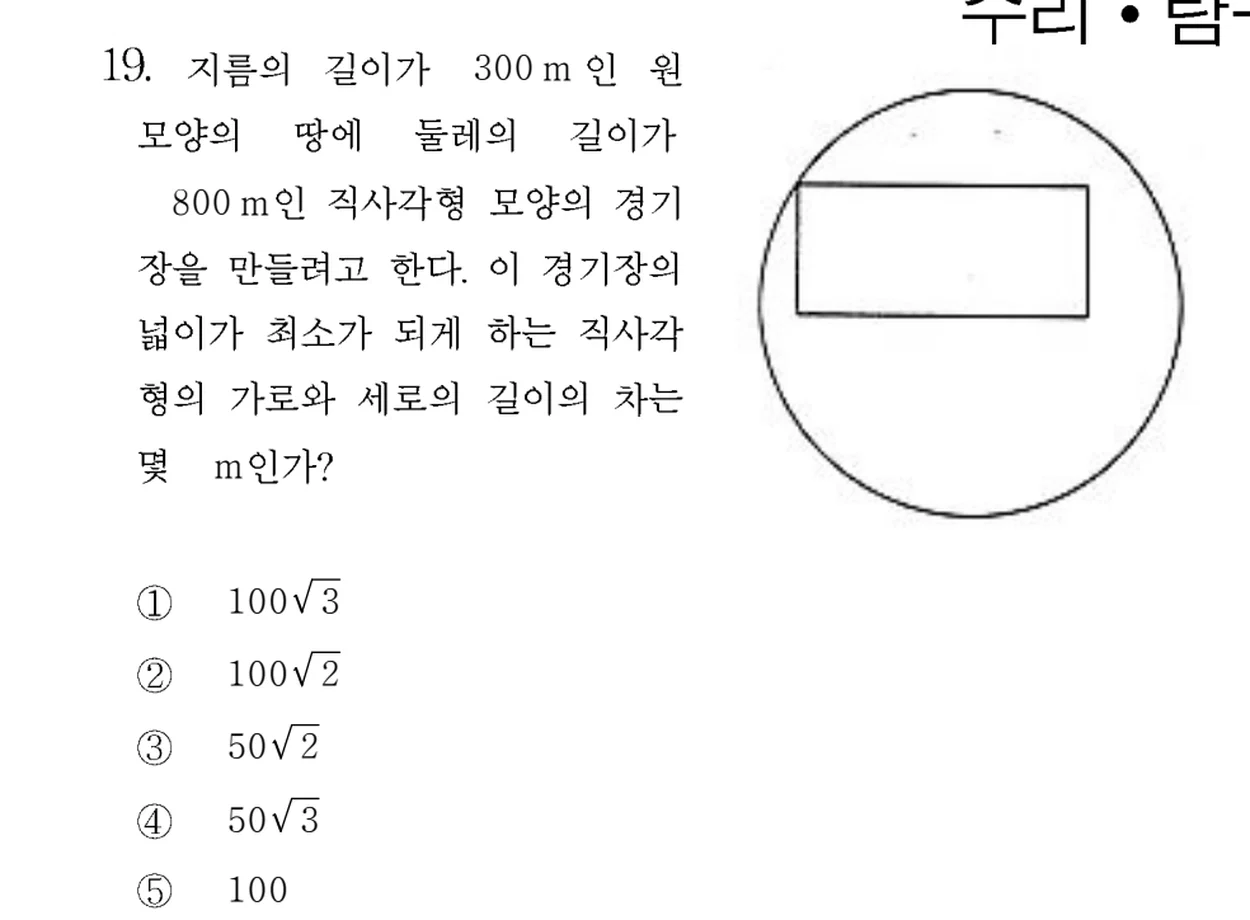 수리 • 탐구
19. 지름의 길이가 300 m 인 원
모양의 땅에 둘레의 길이가
800 m인 직사각형 모양의 경기
장을 만들려고 한다. 이 경기장의
넓이가 최소가 되게 하는 직사각
형의 가로와 세로의 길이의 차는
몇 m인가?
① 100√3
② 100√2
③ 50√2
④ 50√3
⑤ 100